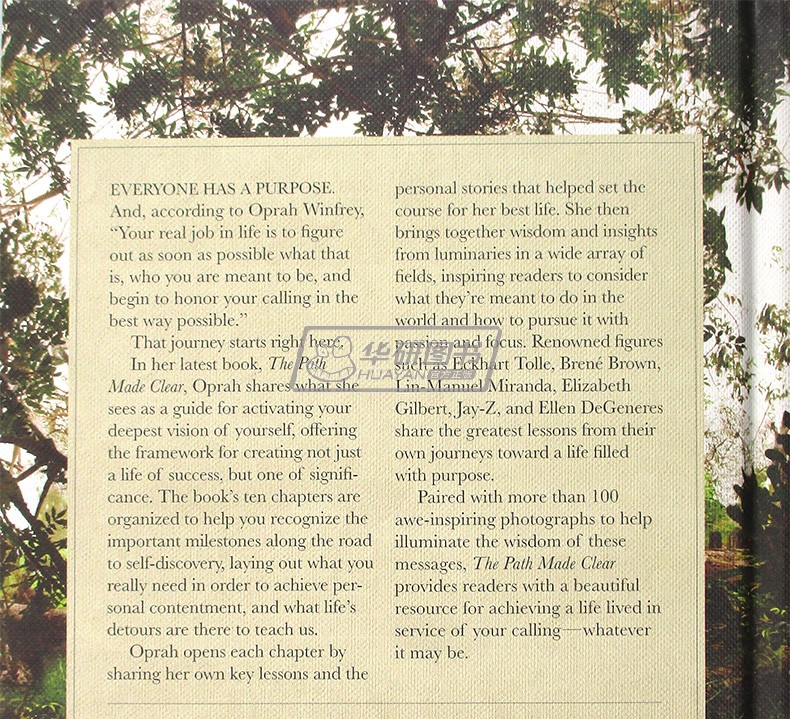 EVERYONE HAS A PURPOSE.
And, according to Oprah Winfrey,
“Your real job in life is to figure
out as soon as possible what that
is, who you are meant to be, and
begin to honor your calling in the
best way possible.”
That journey starts right here.
In her latest book, The Path
Made Clear, Oprah shares what she
sees as a guide for activating your
deepest vision of yourself, offering
the framework for creating not just
a life of success, but one of signifi-
cance. The book’s ten chapters are
organized to help you recognize the
important milestones along the road
to self-discovery, laying out what you
really need in order to achieve per-
sonal contentment, and what life’s
detours are there to teach us.
Oprah opens each chapter by
sharing her own key lessons and the
personal stories that helped set the
course for her best life. She then
brings together wisdom and insights
from luminaries in a wide array of
fields, inspiring readers to consider
what they’re meant to do in the
world and how to pursue it with
passion and focus. Renowned figures
such as Eckhart Tolle, Brené Brown,
Lin-Manuel Miranda, Elizabeth
Gilbert, Jay-Z, and Ellen DeGeneres
share the greatest lessons from their
own journeys toward a life filled
with purpose.
Paired with more than 100
awe-inspiring photographs to help
illuminate the wisdom of these
messages, The Path Made Clear
provides readers with a beautiful
resource for achieving a life lived in
service of your calling—whatever
it may be.
华研图书
HUAYAN